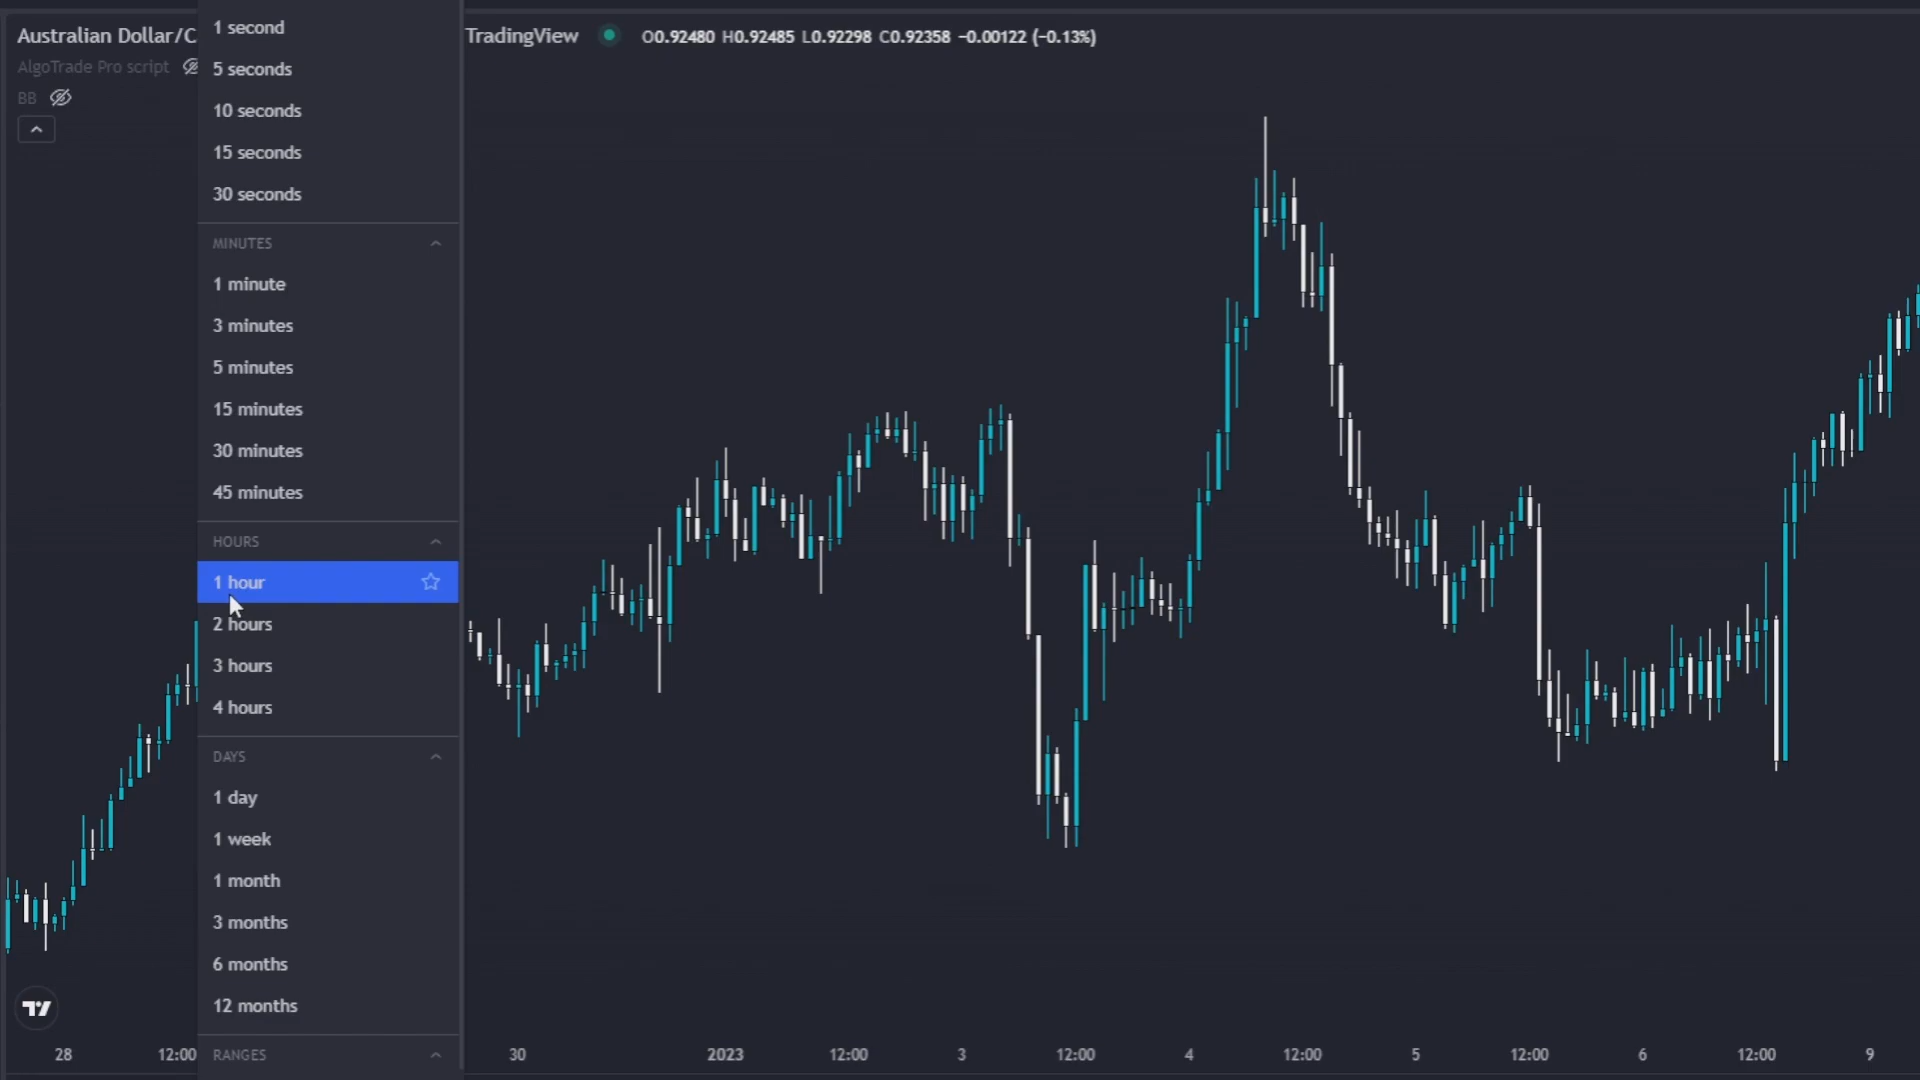 Australian Dollar/C
TradingView
O0.92480 H0.92485 L0.92298 C0.92358 −0.00122 (−0.13%)
AlgoTrade Pro script
BB
1 second
5 seconds
10 seconds
15 seconds
30 seconds
MINUTES
1 minute
3 minutes
5 minutes
15 minutes
30 minutes
45 minutes
HOURS
1 hour
2 hours
3 hours
4 hours
DAYS
1 day
1 week
1 month
3 months
6 months
12 months
RANGES
28 12:00 30 2023 12:00 3 12:00 4 12:00 5 12:00 6 12:00 9